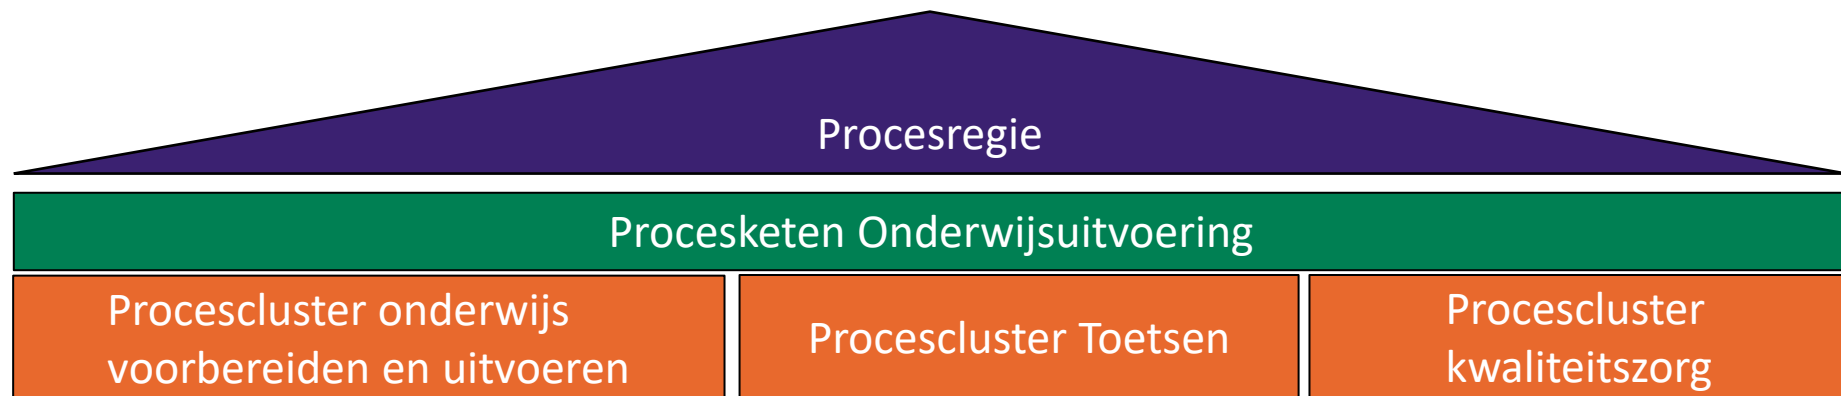 Procesregie
Procesketen Onderwijsuitvoering
Procescluster onderwijs
voorbereiden en uitvoeren
Procescluster Toetsen
Procescluster
kwaliteitszorg